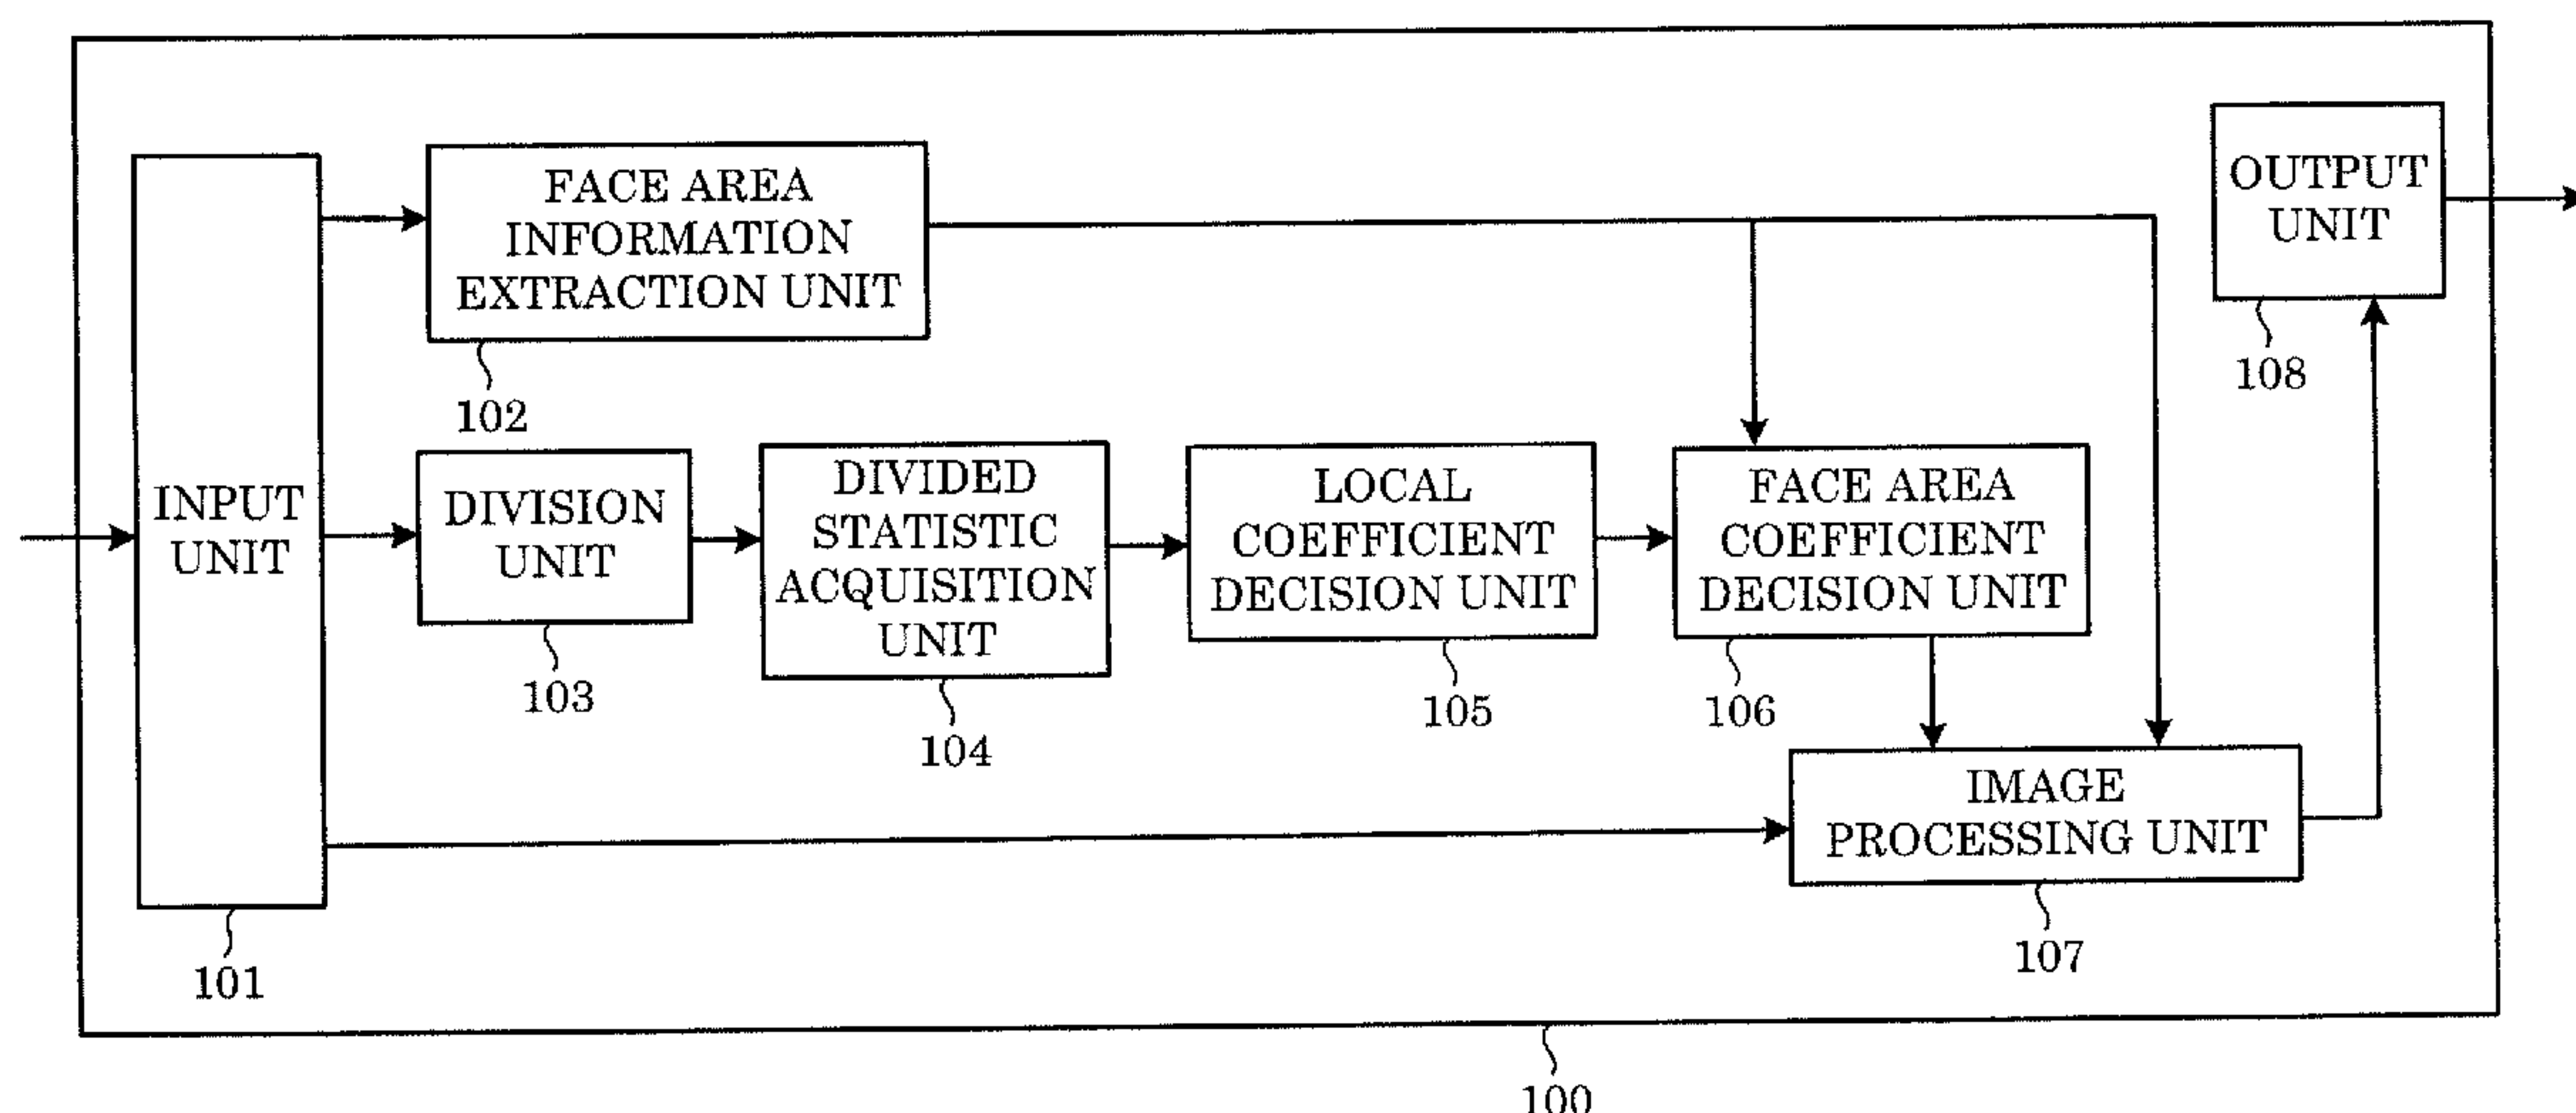 FACE AREA
INFORMATION
EXTRACTION UNIT
102
OUTPUT
UNIT
108
INPUT
UNIT
101
DIVISION
UNIT
103
DIVIDED
STATISTIC
ACQUISITION
UNIT
104
LOCAL
COEFFICIENT
DECISION UNIT
105
FACE AREA
COEFFICIENT
DECISION UNIT
106
IMAGE
PROCESSING UNIT
107
100